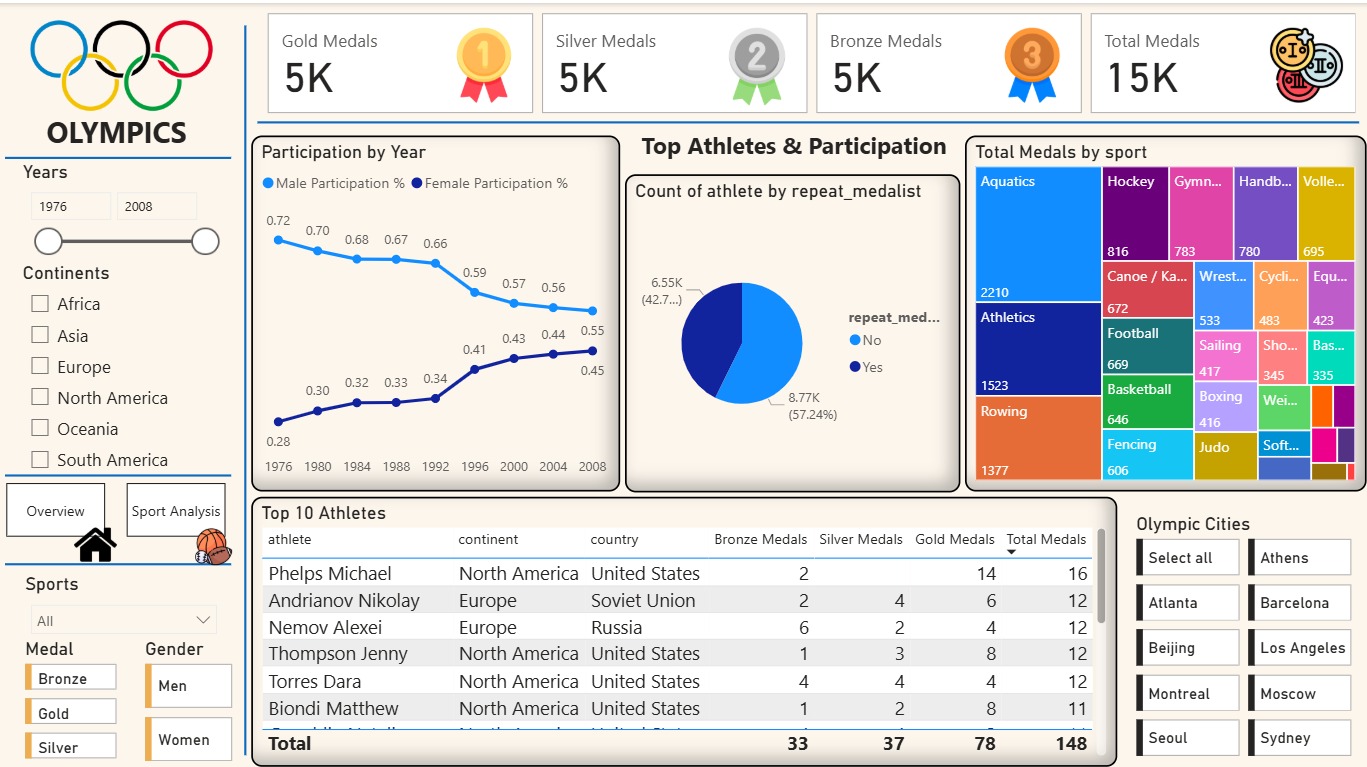 OLYMPICS
Years
1976 2008
Continents
Africa
Asia
Europe
North America
Oceania
South America
Overview
Sport Analysis
Sports
All
Medal
Bronze
Gold
Silver
Gender
Men
Women
Gold Medals
5K
1
Silver Medals
5K
2
Bronze Medals
5K
3
Total Medals
15K
I
II
III
Participation by Year
Male Participation % Female Participation %
0.72 0.70 0.68 0.67 0.66 0.59 0.57 0.56 0.55
0.28 0.30 0.32 0.33 0.34 0.41 0.43 0.44 0.45
1976 1980 1984 1988 1992 1996 2000 2004 2008
Top Athletes & Participation
Count of athlete by repeat_medalist
6.55K
(42.7...)
8.77K
(57.24%)
repeat_med...
No
Yes
Total Medals by sport
Aquatics
2210
Athletics
1523
Rowing
1377
Hockey
816
Gymn...
783
Handb...
780
Volle...
695
Canoe / Ka...
672
Football
669
Basketball
646
Fencing
606
Wrest...
533
Cycli...
483
Equ...
423
Sailing
417
Sho...
345
Bas...
335
Boxing
416
Wei...
Judo
Soft...
Top 10 Athletes
athlete continent country Bronze Medals Silver Medals Gold Medals Total Medals
Phelps Michael North America United States 2 14 16
Andrianov Nikolay Europe Soviet Union 2 4 6 12
Nemov Alexei Europe Russia 6 2 4 12
Thompson Jenny North America United States 1 3 8 12
Torres Dara North America United States 4 4 4 12
Biondi Matthew North America United States 1 2 8 11
Total 33 37 78 148
Olympic Cities
Select all
Athens
Atlanta
Barcelona
Beijing
Los Angeles
Montreal
Moscow
Seoul
Sydney